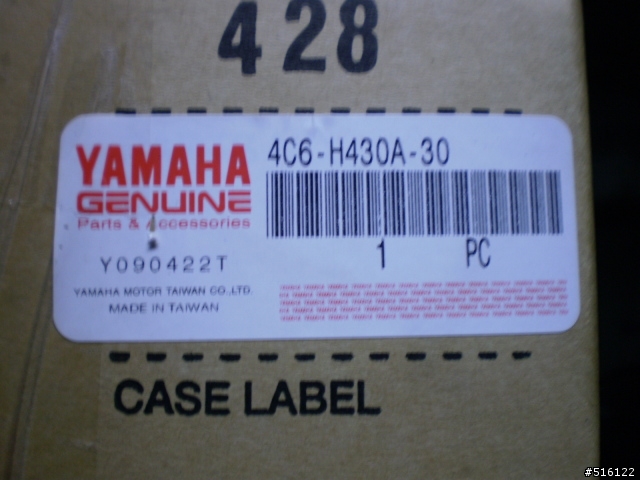 428
YAMAHA
GENUINE
Parts & Accessories
Y090422T
YAMAHA MOTOR TAIWAN CO.,LTD.
MADE IN TAIWAN
4C6-H430A-30
1 PC
CASE LABEL
#516122